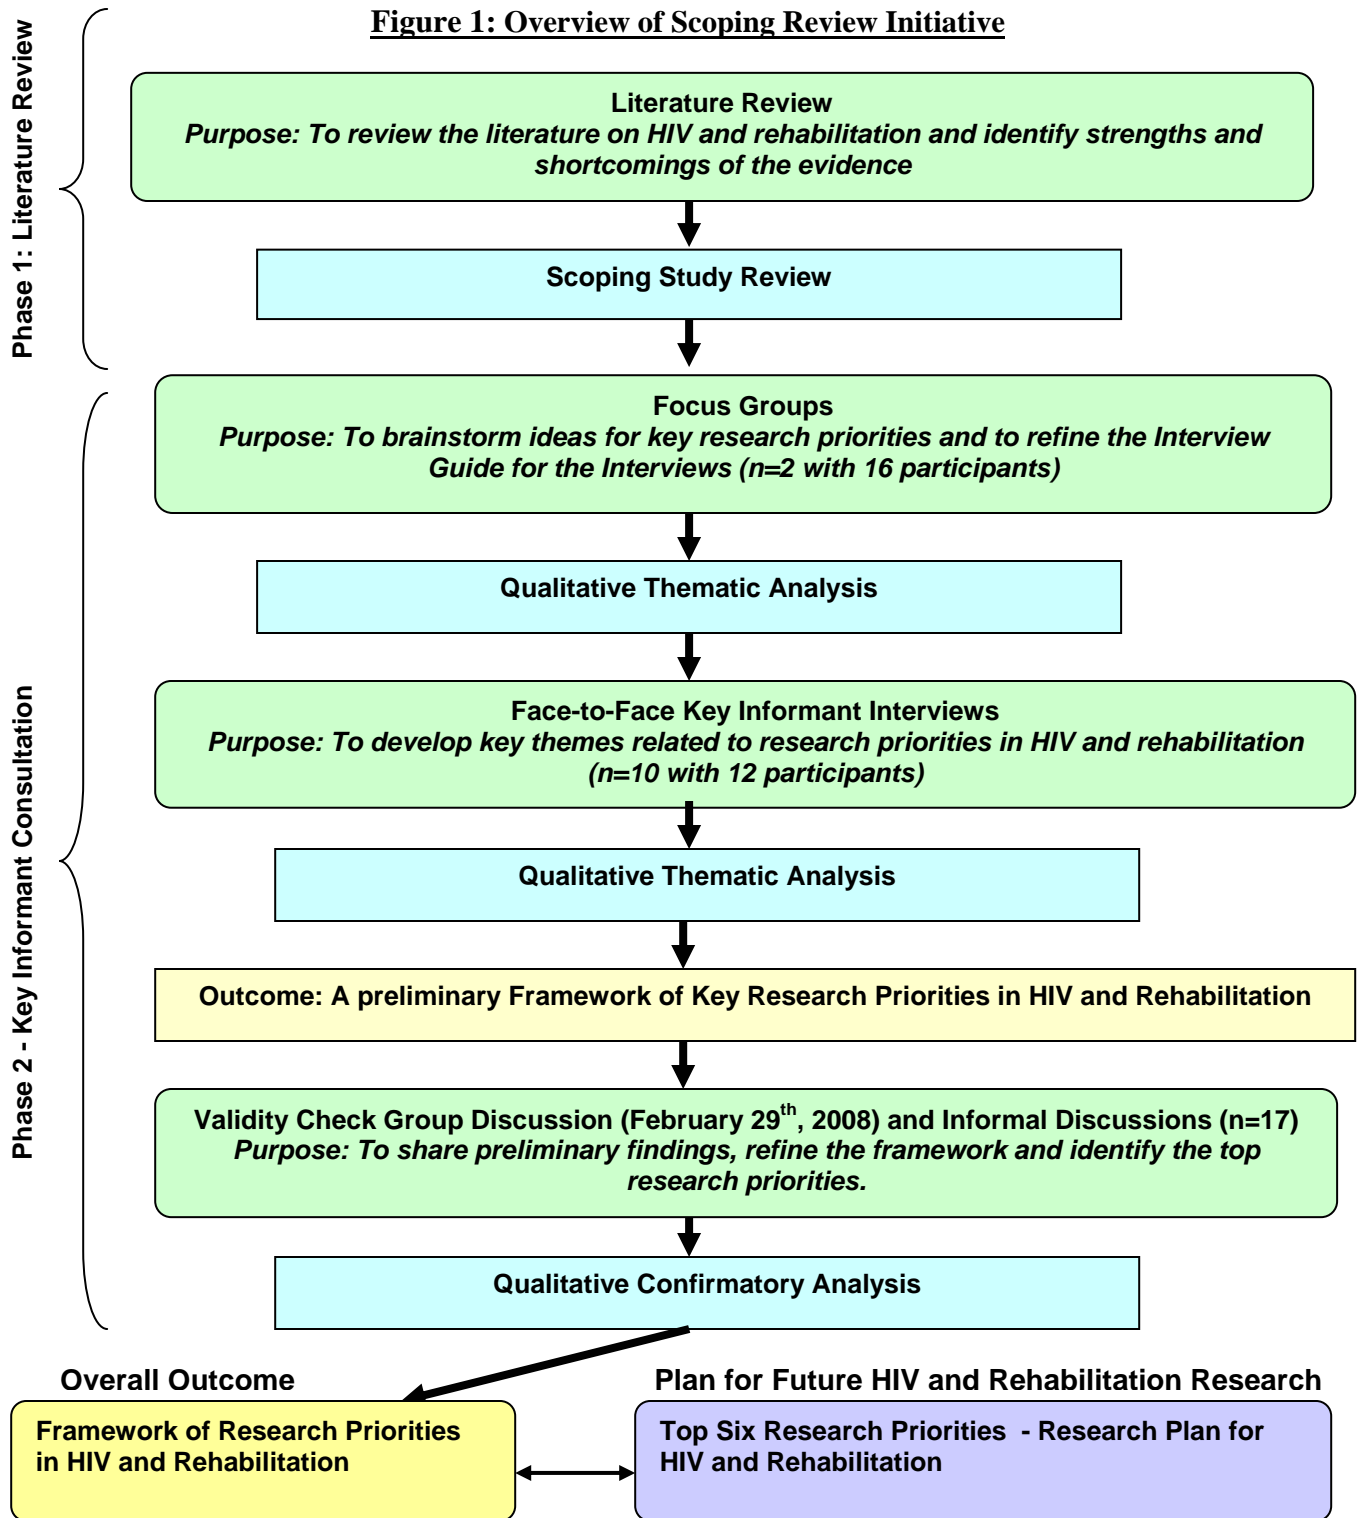 Figure 1: Overview of Scoping Review Initiative
Phase 1: Literature Review
Literature Review
Purpose: To review the literature on HIV and rehabilitation and identify strengths and
shortcomings of the evidence
Scoping Study Review
Phase 2 - Key Informant Consultation
Focus Groups
Purpose: To brainstorm ideas for key research priorities and to refine the Interview
Guide for the Interviews (n=2 with 16 participants)
Qualitative Thematic Analysis
Face-to-Face Key Informant Interviews
Purpose: To develop key themes related to research priorities in HIV and rehabilitation
(n=10 with 12 participants)
Qualitative Thematic Analysis
Outcome: A preliminary Framework of Key Research Priorities in HIV and Rehabilitation
Validity Check Group Discussion (February 29th, 2008) and Informal Discussions (n=17)
Purpose: To share preliminary findings, refine the framework and identify the top
research priorities.
Qualitative Confirmatory Analysis
Overall Outcome
Framework of Research Priorities
in HIV and Rehabilitation
Plan for Future HIV and Rehabilitation Research
Top Six Research Priorities - Research Plan for
HIV and Rehabilitation